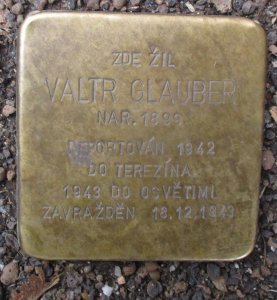 ZDE ŽIL
VALTR GLAUBER
NAR. 1899
DEPORTOVÁN 1942
DO TEREZÍNA
1943 DO OSVĚTIMI
ZAVRAŽDĚN 18.12.1943